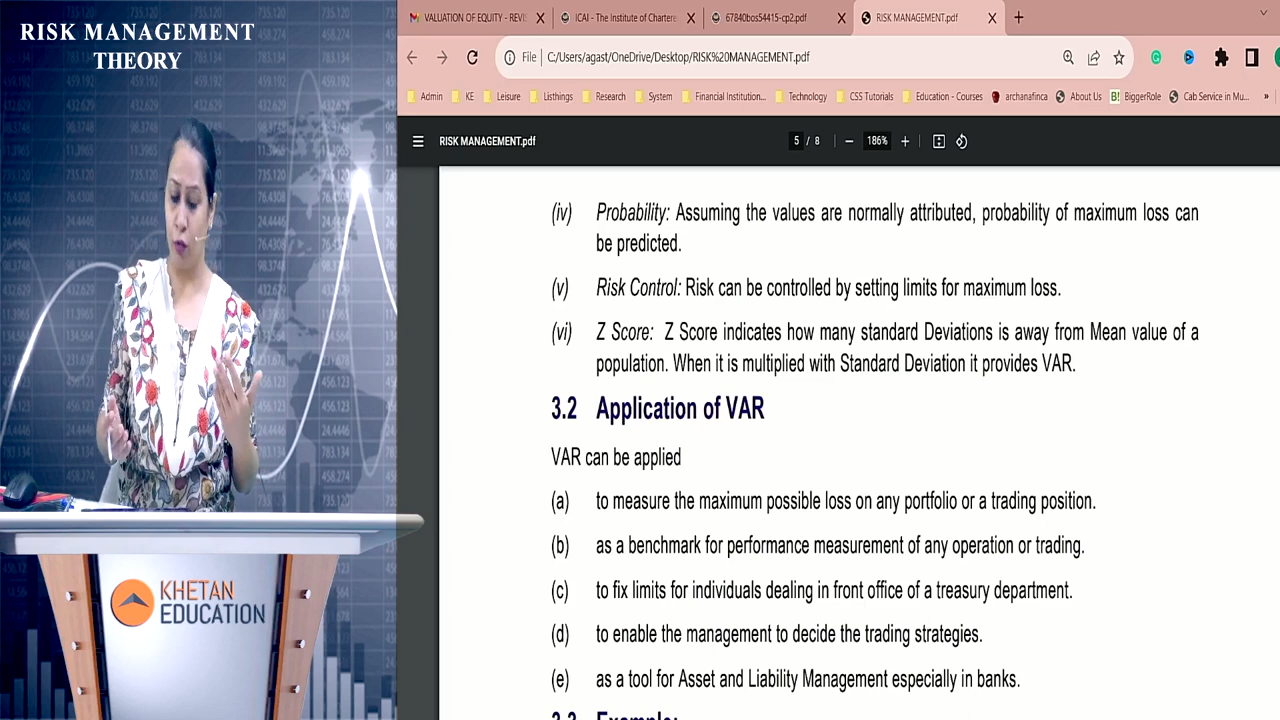 RISK MANAGEMENT
THEORY
VALUATION OF EQUITY - REVI
ICAI - The Institute of Chartere
67840bos54415-cp2.pdf
RISK MANAGEMENT.pdf
File
C:/Users/agast/OneDrive/Desktop/RISK%20MANAGEMENT.pdf
Admin KE Leisure Listhings Research System Financial Institution... Technology CSS Tutorials Education - Courses archanafinca About Us B! BiggerRole Cab Service in Mu... »
RISK MANAGEMENT.pdf
5 / 8 — 186% +
(iv) Probability: Assuming the values are normally attributed, probability of maximum loss can
be predicted.
(v) Risk Control: Risk can be controlled by setting limits for maximum loss.
(vi) Z Score: Z Score indicates how many standard Deviations is away from Mean value of a
population. When it is multiplied with Standard Deviation it provides VAR.
3.2 Application of VAR
VAR can be applied
(a) to measure the maximum possible loss on any portfolio or a trading position.
(b) as a benchmark for performance measurement of any operation or trading.
(c) to fix limits for individuals dealing in front office of a treasury department.
(d) to enable the management to decide the trading strategies.
(e) as a tool for Asset and Liability Management especially in banks.
KHETAN
EDUCATION